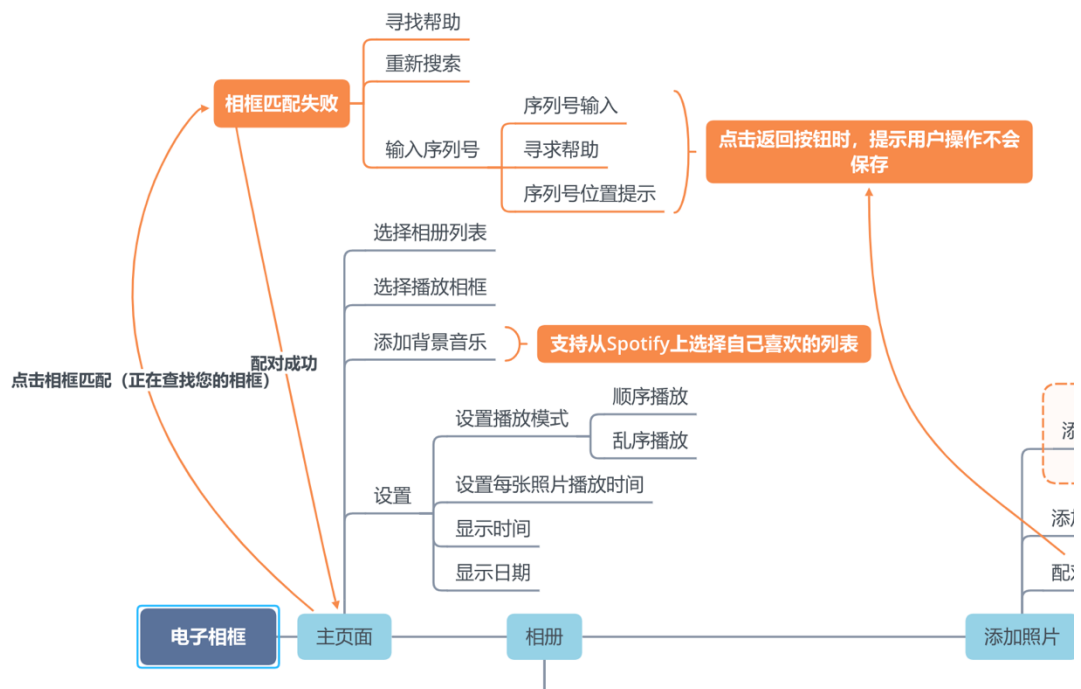 寻找帮助
重新搜索
相框匹配失败
序列号输入
输入序列号
寻求帮助
序列号位置提示
点击返回按钮时，提示用户操作不会
保存
选择相册列表
选择播放相框
添加背景音乐
支持从Spotify上选择自己喜欢的列表
配对成功
点击相框匹配（正在查找您的相框）
顺序播放
设置播放模式
乱序播放
设置每张照片播放时间
设置
显示时间
显示日期
添
添加
配对
电子相框
主页面
相册
添加照片